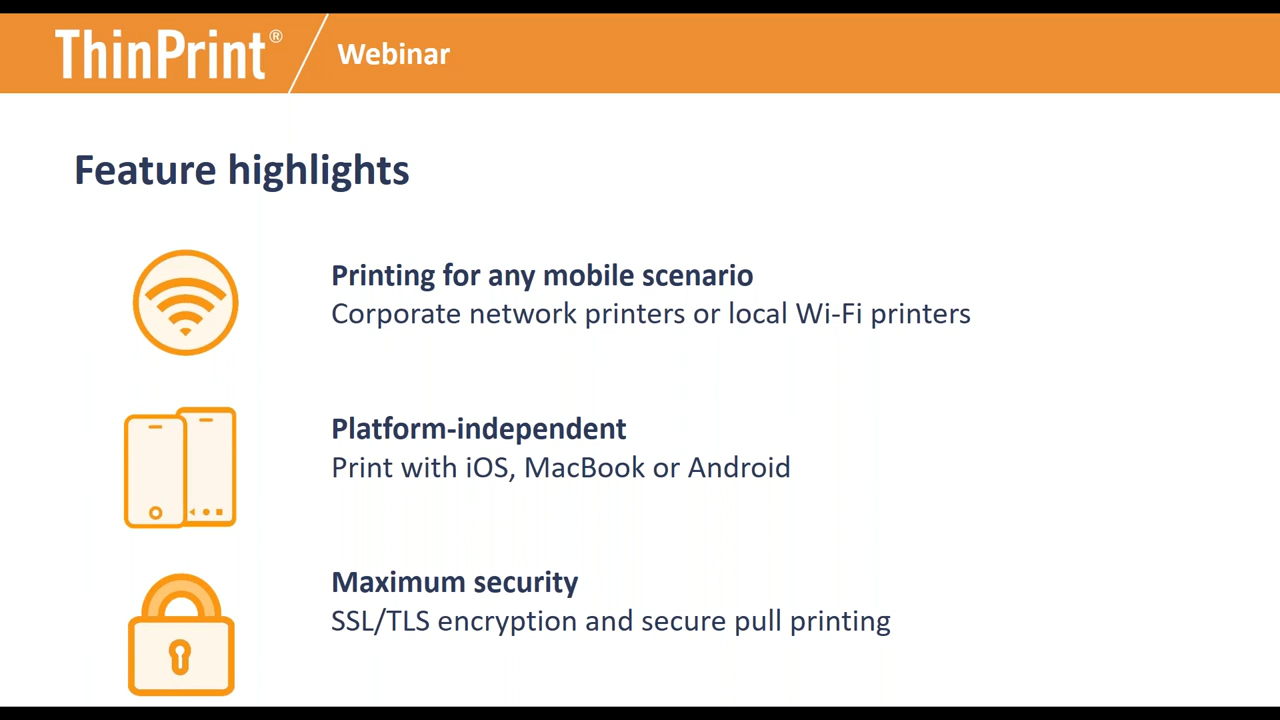 ThinPrint® Webinar
Feature highlights
Printing for any mobile scenario
Corporate network printers or local Wi-Fi printers
Platform-independent
Print with iOS, MacBook or Android
Maximum security
SSL/TLS encryption and secure pull printing